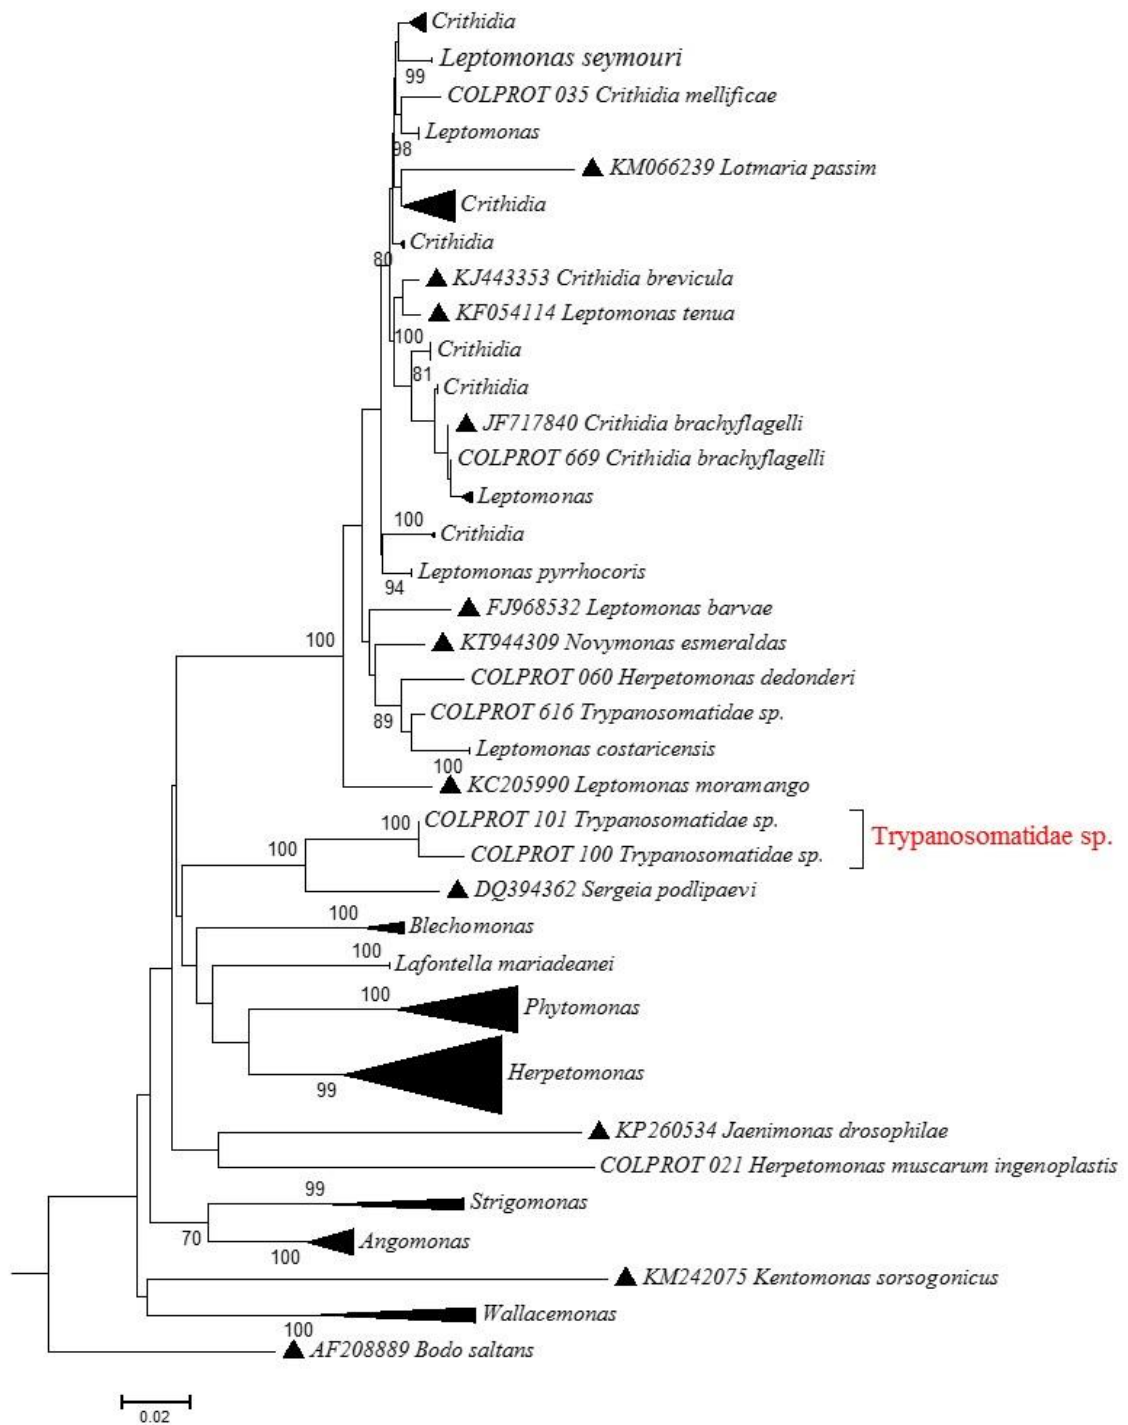 Crithidia
Leptomonas seymouri
99
COLPROT 035 Crithidia mellificae
Leptomonas
98
KM066239 Lotmaria passim
Crithidia
Crithidia
80
KJ443353 Crithidia brevicula
KF054114 Leptomonas tenua
100
Crithidia
81
Crithidia
JF717840 Crithidia brachyflagelli
COLPROT 669 Crithidia brachyflagelli
Leptomonas
100
Crithidia
Leptomonas pyrrhocoris
94
FJ968532 Leptomonas barvae
100
KT944309 Novymonas esmeraldas
COLPROT 060 Herpetomonas dedonderi
COLPROT 616 Trypanosomatidae sp.
89
Leptomonas costaricensis
100
KC205990 Leptomonas moramango
100
COLPROT 101 Trypanosomatidae sp.
Trypanosomatidae sp.
100
COLPROT 100 Trypanosomatidae sp.
DQ394362 Sergeia podlipaevi
100
Blechomonas
100
Lafontella mariadeanei
100
Phytomonas
Herpetomonas
99
KP260534 Jaenimonas drosophilae
COLPROT 021 Herpetomonas muscarum ingenoplastis
99
Strigomonas
70
Angomonas
100
KM242075 Kentomonas sorsogonicus
Wallacemonas
100
AF208889 Bodo saltans
0.02